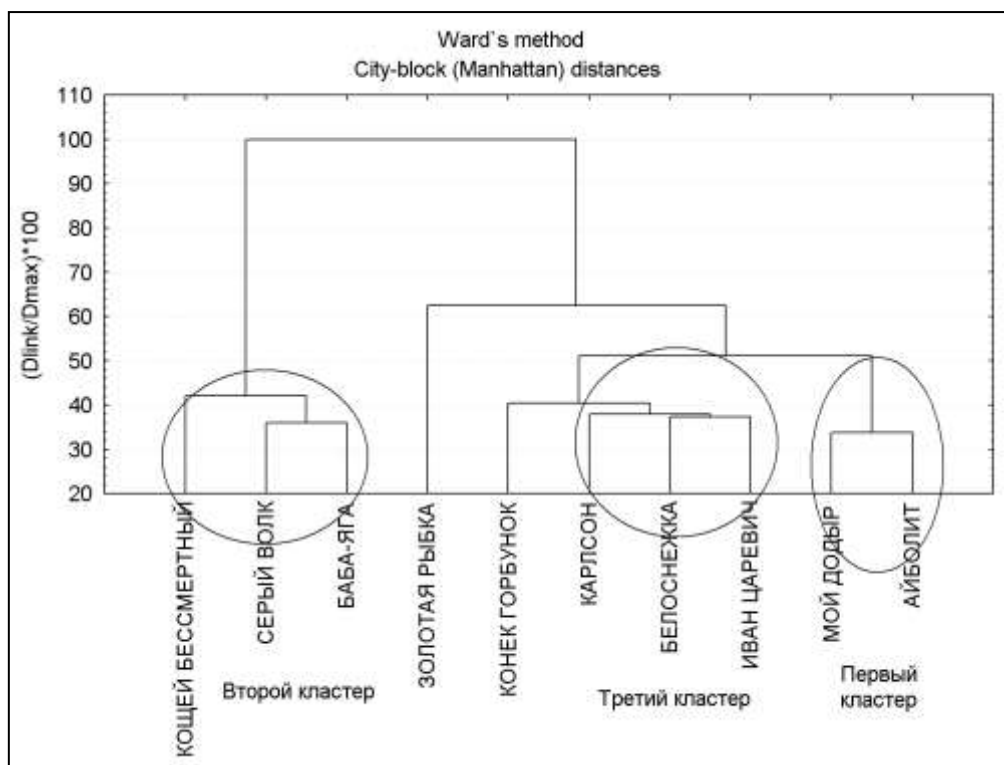 Ward`s method
City-block (Manhattan) distances
(Dlink/Dmax)*100
110
100
90
80
70
60
50
40
30
20
КОЩЕЙ БЕССМЕРТНЫЙ
СЕРЫЙ ВОЛК
БАБА-ЯГА
ЗОЛОТАЯ РЫБКА
КОНЕК ГОРБУНОК
КАРЛСОН
БЕЛОСНЕЖКА
ИВАН ЦАРЕВИЧ
МОЙ ДОДЫР
АЙБОЛИТ
Второй кластер
Третий кластер
Первый
кластер